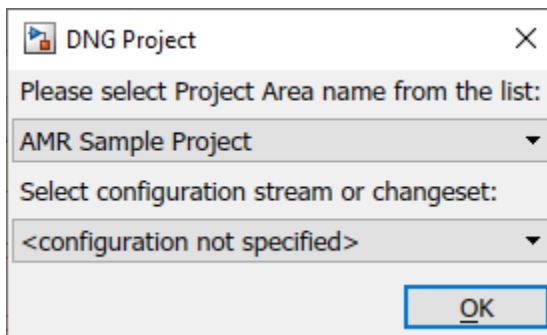 DNG Project
Please select Project Area name from the list:
AMR Sample Project
Select configuration stream or changeset:
<configuration not specified>
OK